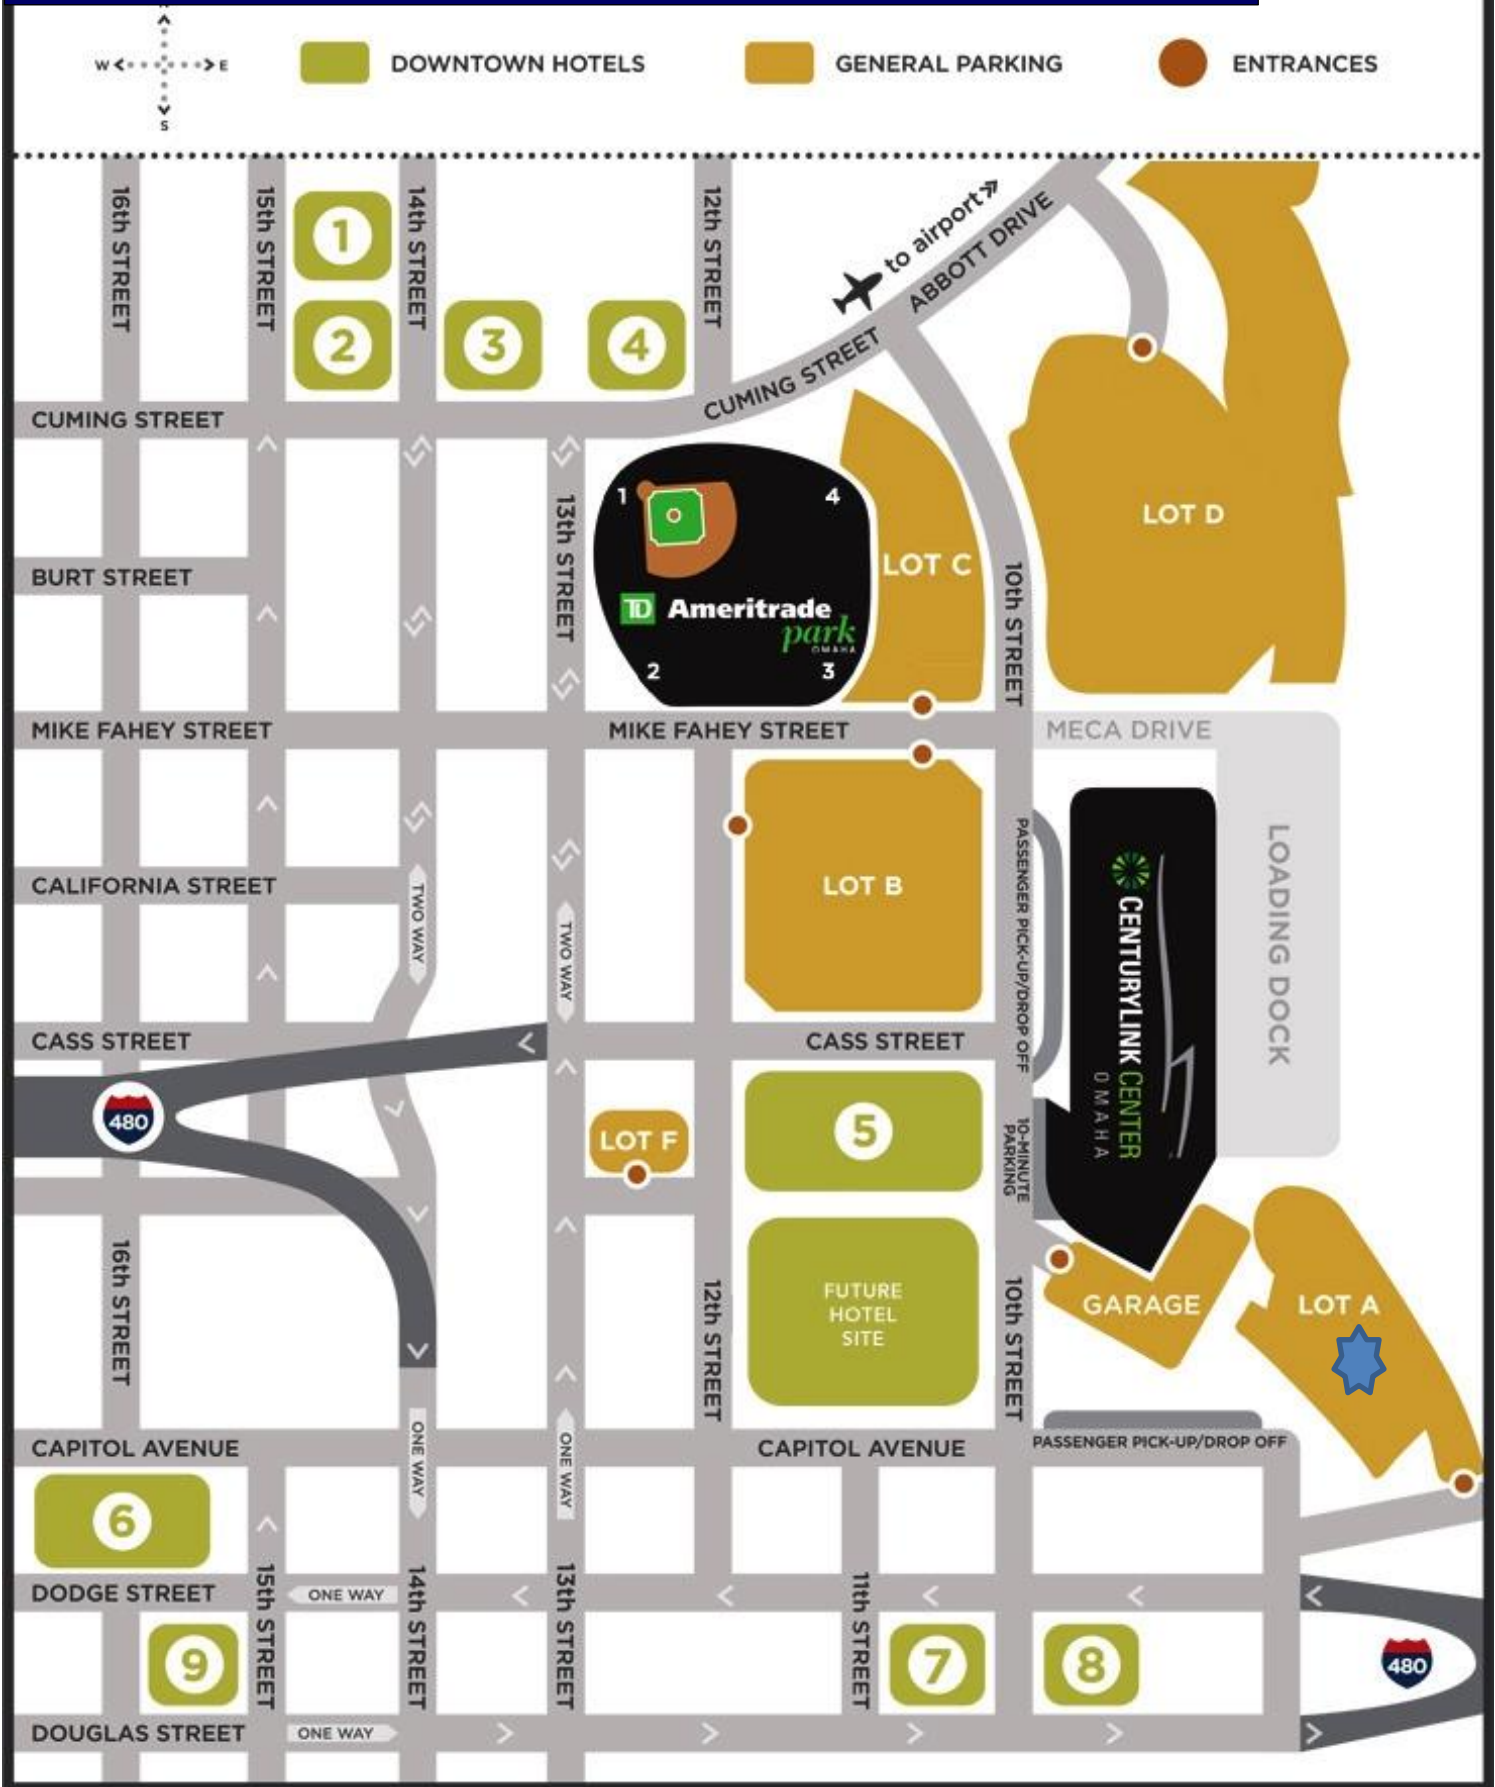 W E
S
DOWNTOWN HOTELS
GENERAL PARKING
ENTRANCES
16th STREET
15th STREET
14th STREET
12th STREET
1
2
3
4
to airport
ABBOTT DRIVE
CUMING STREET
CUMING STREET
1
4
13th STREET
LOT C
LOT D
BURT STREET
10th STREET
TD Ameritrade
park
OMAHA
2
3
MIKE FAHEY STREET
MIKE FAHEY STREET
MECA DRIVE
PASSENGER PICK-UP/DROP OFF
LOADING DOCK
CALIFORNIA STREET
TWO WAY
TWO WAY
LOT B
CENTURYLINK CENTER
OMAHA
CASS STREET
CASS STREET
480
LOT F
5
10-MINUTE
PARKING
16th STREET
12th STREET
FUTURE
HOTEL
SITE
10th STREET
GARAGE
LOT A
CAPITOL AVENUE
ONE WAY
ONE WAY
CAPITOL AVENUE
PASSENGER PICK-UP/DROP OFF
6
DODGE STREET
15th STREET
ONE WAY
14th STREET
13th STREET
11th STREET
9
7
8
480
DOUGLAS STREET
ONE WAY